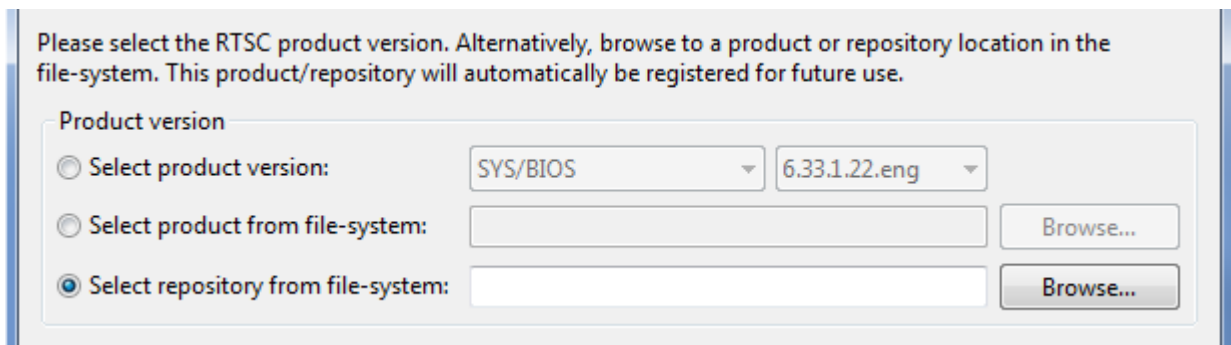 Please select the RTSC product version. Alternatively, browse to a product or repository location in the
file-system. This product/repository will automatically be registered for future use.
Product version
Select product version: SYS/BIOS 6.33.1.22.eng
Select product from file-system: Browse...
Select repository from file-system: Browse...